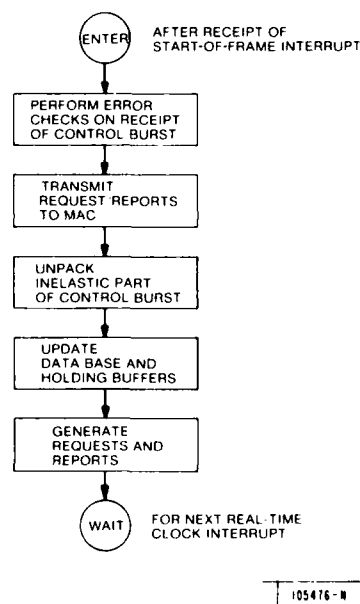 ENTER
AFTER RECEIPT OF
START-OF-FRAME INTERRUPT
PERFORM ERROR
CHECKS ON RECEIPT
OF CONTROL BURST
TRANSMIT
REQUEST REPORTS
TO MAC
UNPACK
INELASTIC PART
OF CONTROL BURST
UPDATE
DATA BASE AND
HOLDING BUFFERS
GENERATE
REQUESTS AND
REPORTS
WAIT
FOR NEXT REAL-TIME
CLOCK INTERRUPT
105476-N